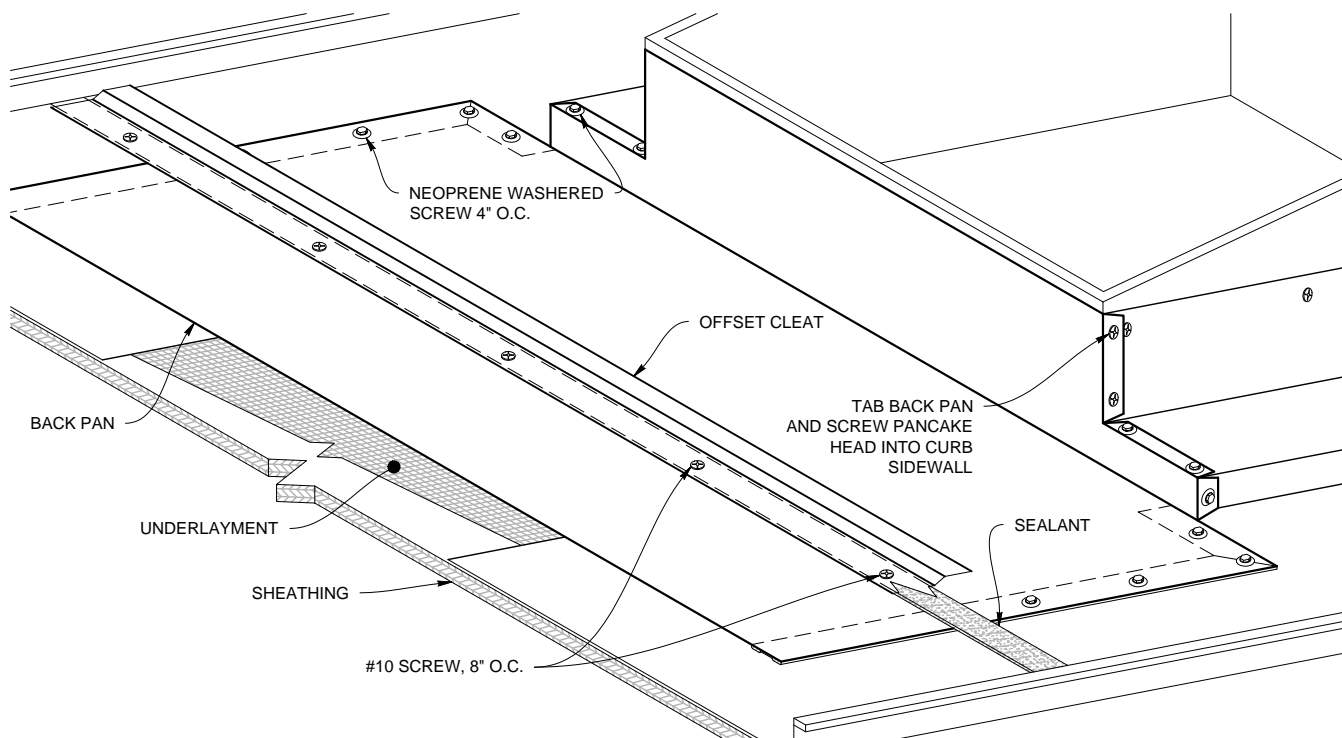 NEOPRENE WASHERED
SCREW 4" O.C.
OFFSET CLEAT
TAB BACK PAN
AND SCREW PANCAKE
HEAD INTO CURB
SIDEWALL
BACK PAN
UNDERLAYMENT
SEALANT
SHEATHING
#10 SCREW, 8" O.C.